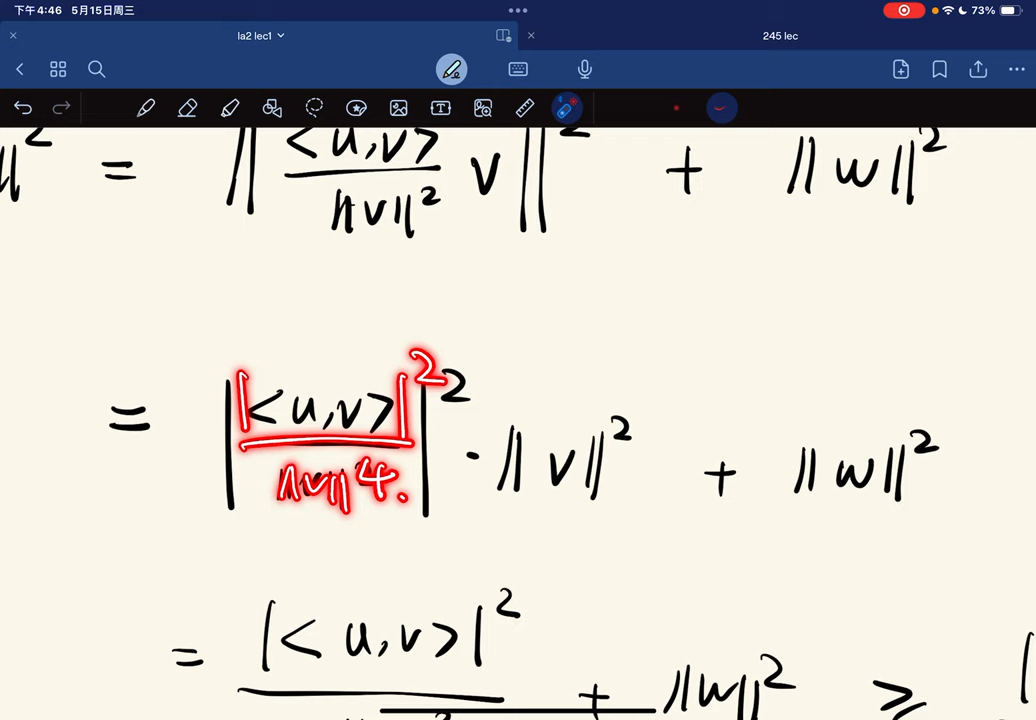 下午4:46 5月15日周三 73%
la2 lec1 245 lec
‖² = ‖ <u,v> / ‖v‖² v ‖² + ‖w‖²
= | <u,v> / |² · ‖v‖² + ‖w‖²
|<u,v>|² / ‖v‖⁴.
= |<u,v>|² / + ‖w‖² ≥ |